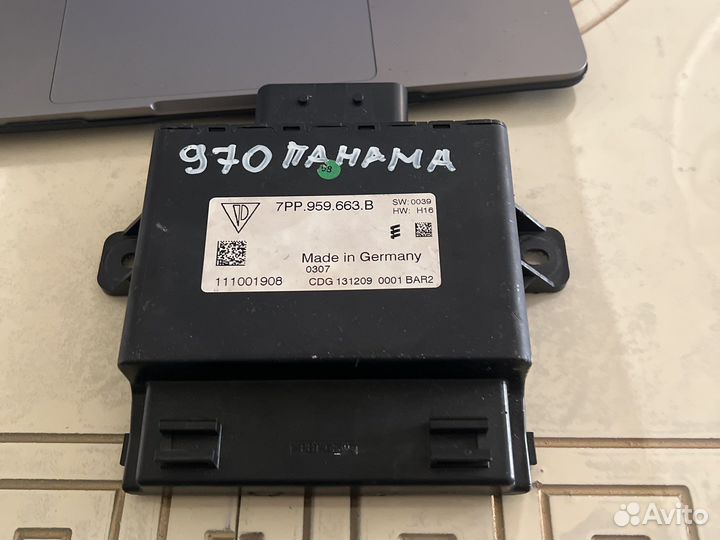 970 ПАНАМА
7PP.959.663.B
SW: 0039
HW: H16
E
Made in Germany
0307
111001908
CDG 131209 0001 BAR2
Avito